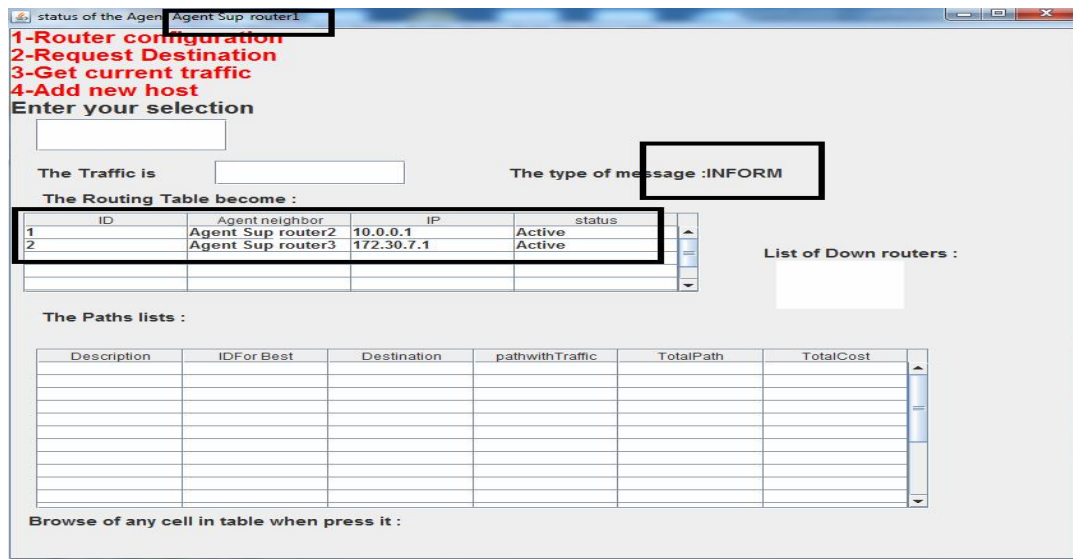 status of the Agent Agent Sup router1
1-Router configuration
2-Request Destination
3-Get current traffic
4-Add new host
Enter your selection
The Traffic is
The type of message :INFORM
The Routing Table become :
ID Agent neighbor IP status
1 Agent Sup router2 10.0.0.1 Active
2 Agent Sup router3 172.30.7.1 Active
List of Down routers :
The Paths lists :
Description IDFor Best Destination pathwithTraffic TotalPath TotalCost
Browse of any cell in table when press it :